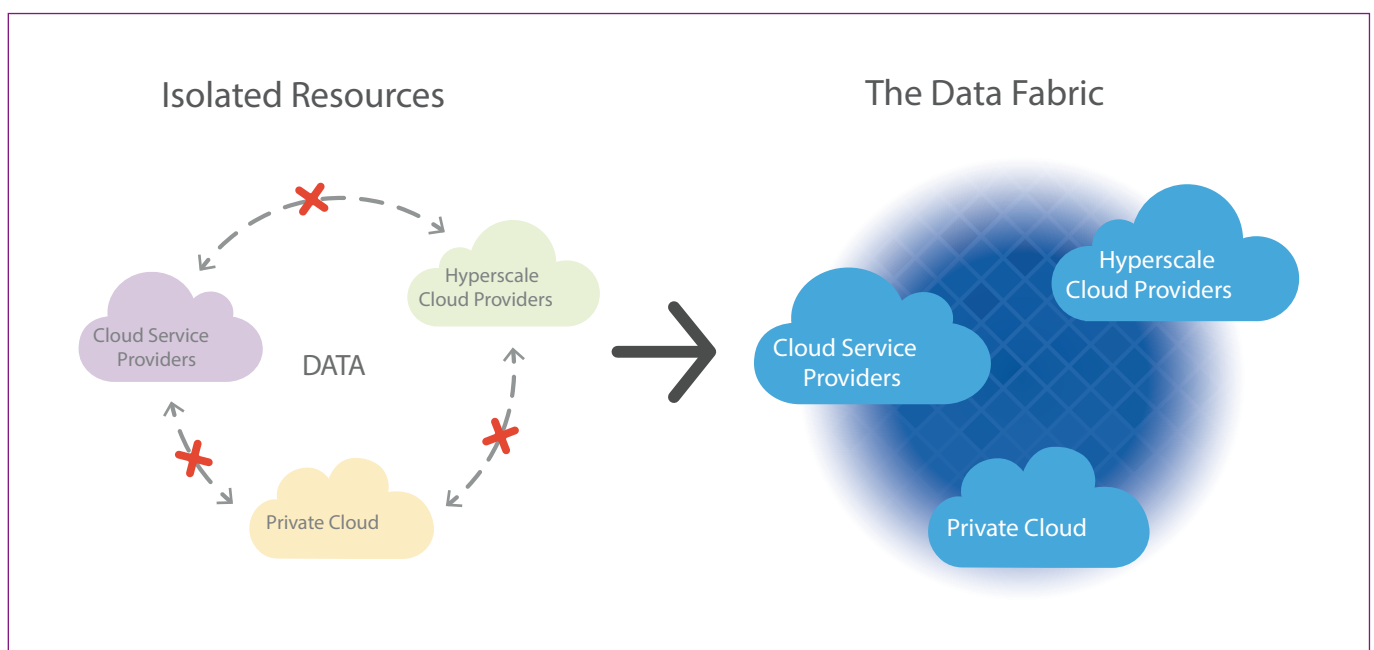 Isolated Resources
The Data Fabric
Hyperscale
Cloud Providers
Cloud Service
Providers
DATA
Private Cloud
Hyperscale
Cloud Providers
Cloud Service
Providers
Private Cloud